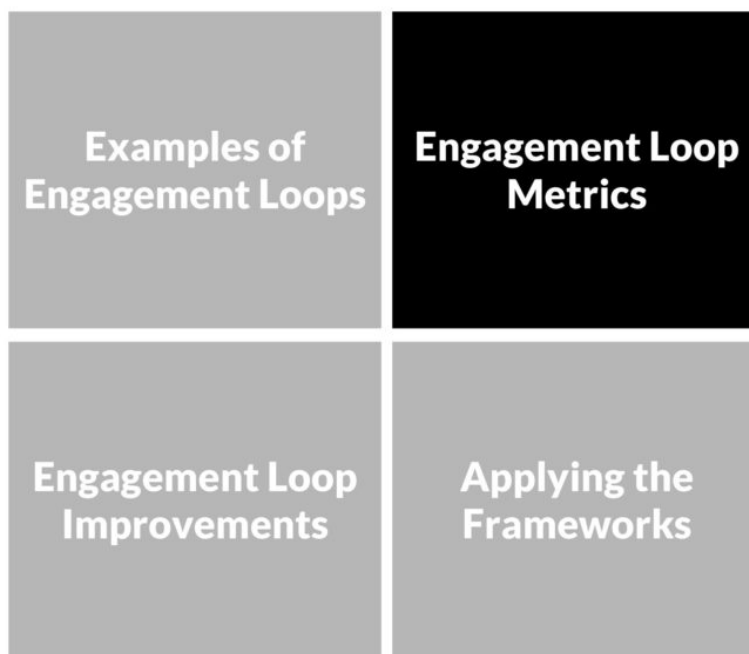 Examples of
Engagement Loops
Engagement Loop
Metrics
Engagement Loop
Improvements
Applying the
Frameworks